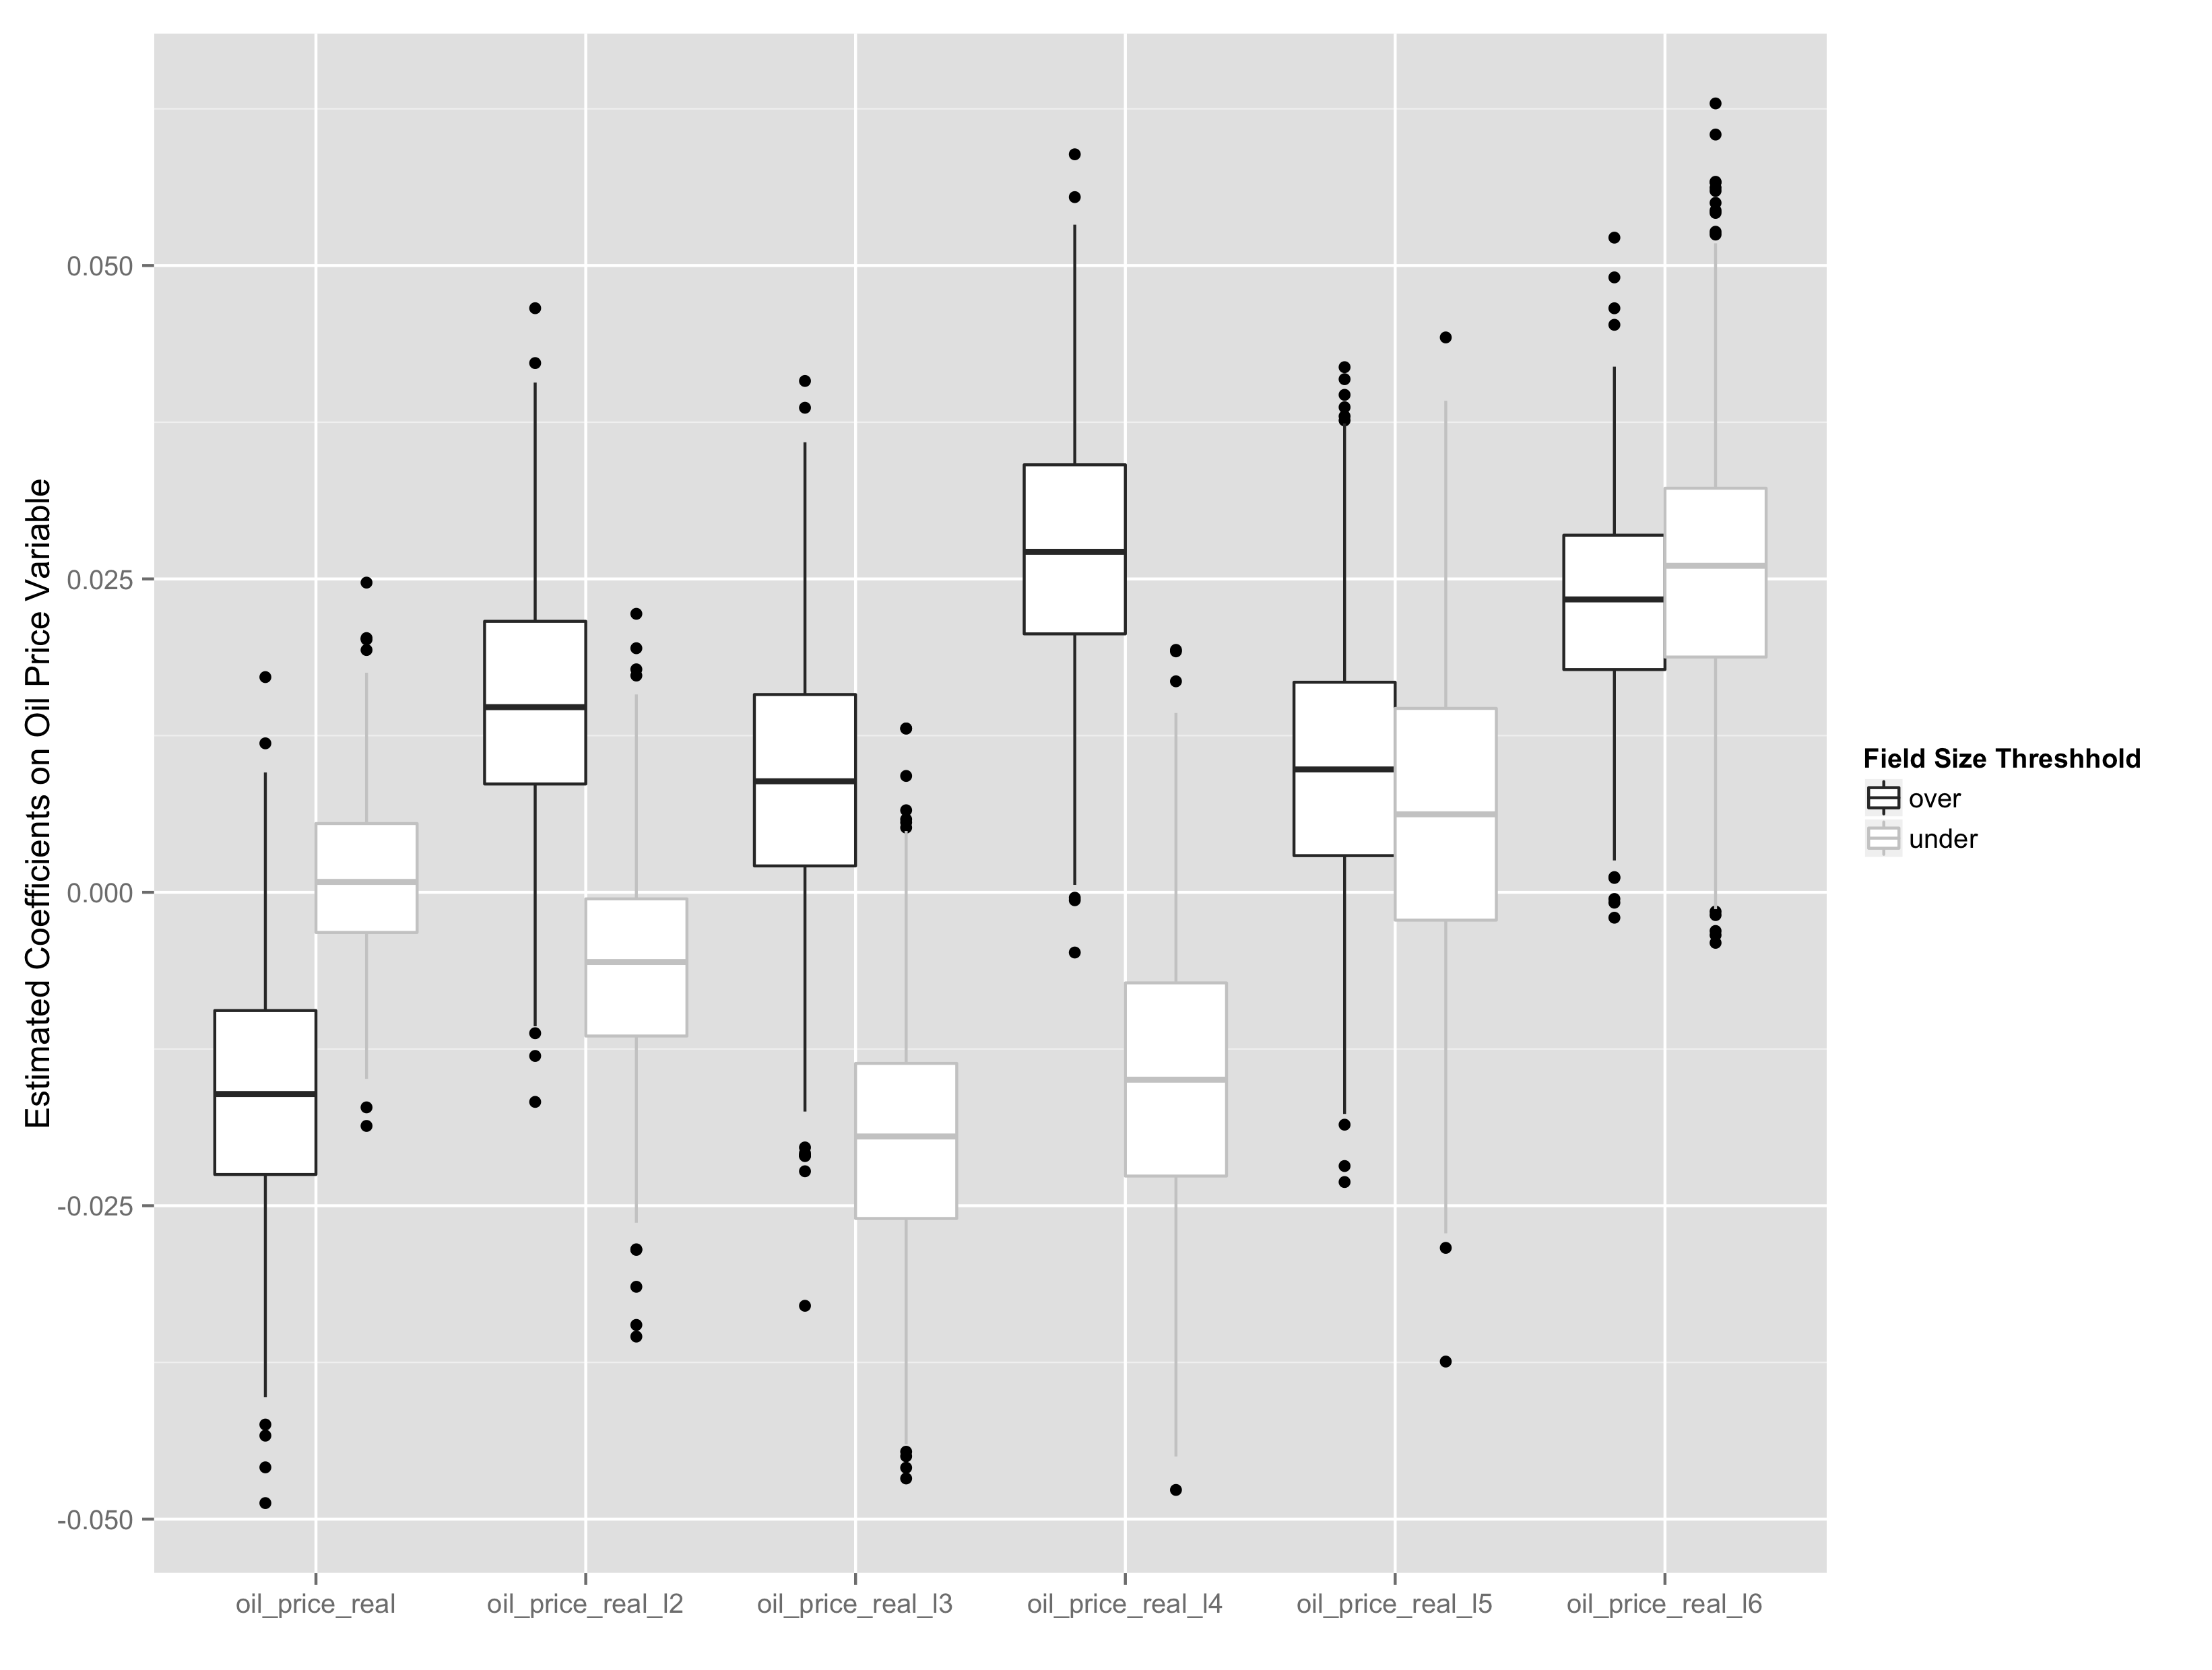 Estimated Coefficients on Oil Price Variable
0.050
0.025
0.000
-0.025
-0.050
oil_price_real
oil_price_real_l2
oil_price_real_l3
oil_price_real_l4
oil_price_real_l5
oil_price_real_l6
Field Size Threshhold
over
under